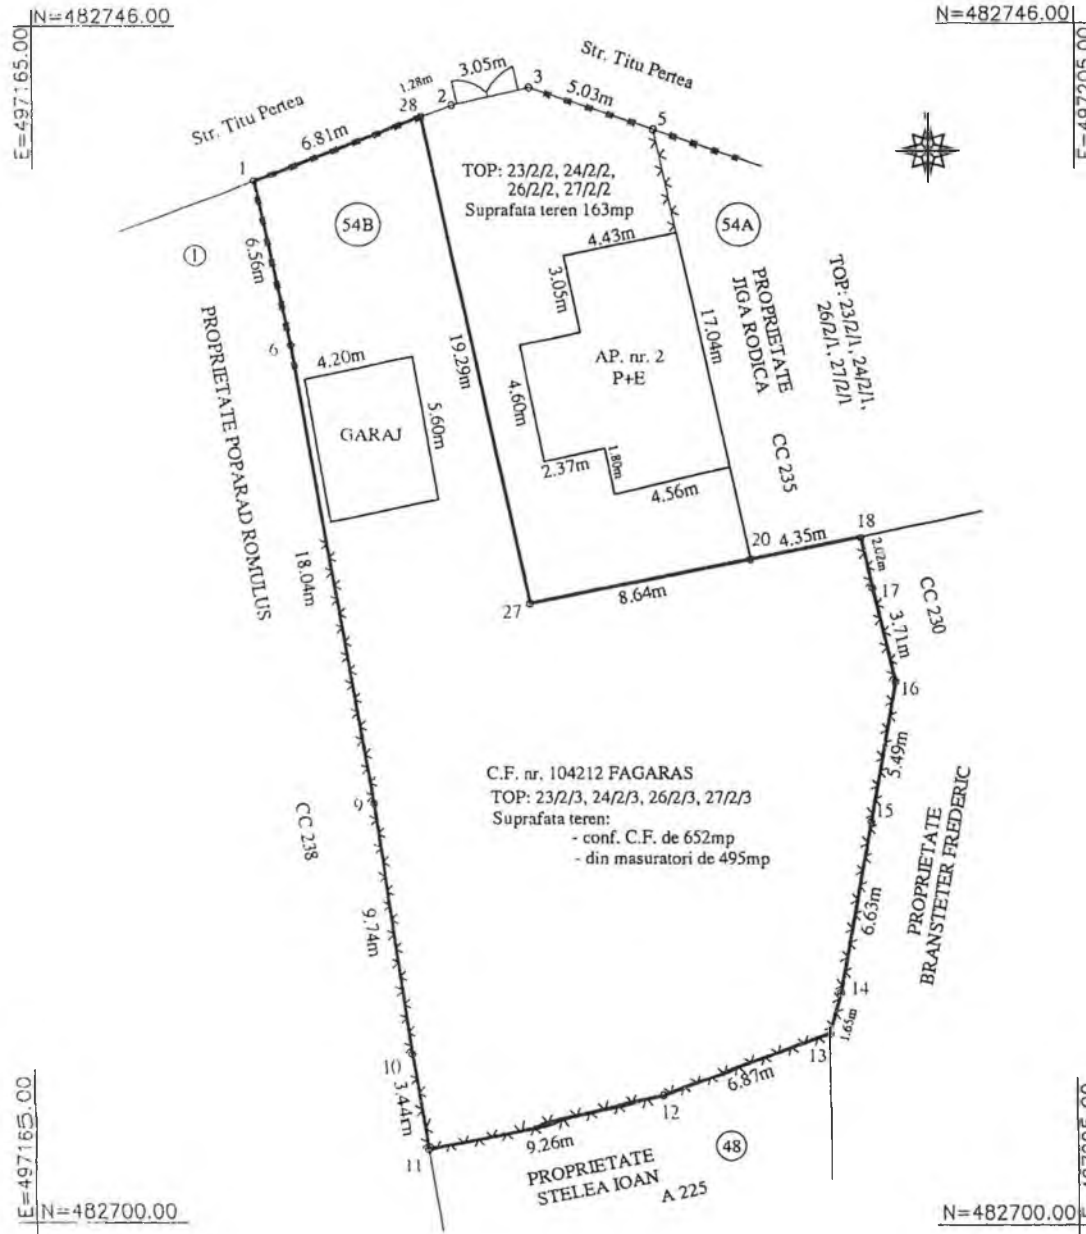 N=482746.00
N=482746.00
E=497165.00
E=497205.00
Str. Titu Pertea
Str. Titu Pertea
1.28m
3.05m
5.03m
28
2
3
5
1
6.81m
TOP: 23/2/2, 24/2/2,
26/2/2, 27/2/2
Suprafata teren 163mp
54B
54A
1
6.56m
6
4.43m
3.05m
PROPRIETATE
JIGA RODICA
TOP: 23/2/1, 24/2/1,
26/2/1, 27/2/1
PROPRIETATE POPARAD ROMULUS
4.20m
GARAJ
5.60m
19.29m
AP. nr. 2
P+E
17.04m
4.60m
2.37m
1.80m
4.56m
CC 235
18.04m
20
4.35m
18
2.02m
17
27
8.64m
CC 230
3.71m
16
5.49m
C.F. nr. 104212 FAGARAS
TOP: 23/2/3, 24/2/3, 26/2/3, 27/2/3
Suprafata teren:
- conf. C.F. de 652mp
- din masuratori de 495mp
9
CC 238
15
PROPRIETATE
BRANSTETER FREDERIC
6.63m
9.74m
14
1.65m
13
10
3.44m
11
9.26m
12
6.87m
PROPRIETATE
STELEA IOAN
A 225
48
E=497165.00
N=482700.00
N=482700.00